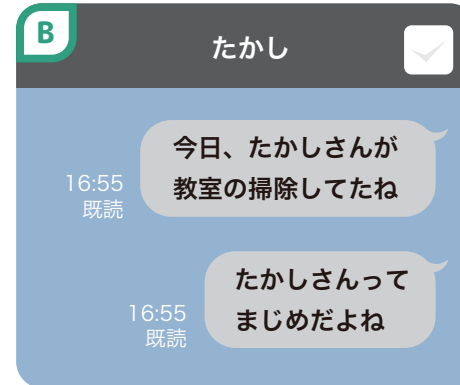 B
たかし
今日、たかしさんが
教室の掃除してたね
16:55
既読
たかしさんって
まじめだよね
16:55
既読